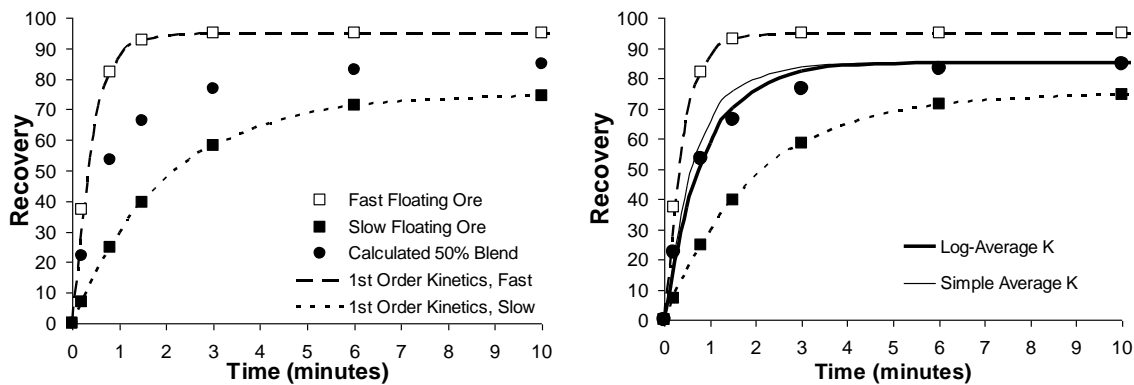 100
90
80
70
60
50
40
30
20
10
0
Recovery
Fast Floating Ore
Slow Floating Ore
Calculated 50% Blend
1st Order Kinetics, Fast
1st Order Kinetics, Slow
0 1 2 3 4 5 6 7 8 9 10
Time (minutes)
100
90
80
70
60
50
40
30
20
10
0
Recovery
Log-Average K
Simple Average K
0 1 2 3 4 5 6 7 8 9 10
Time (minutes)